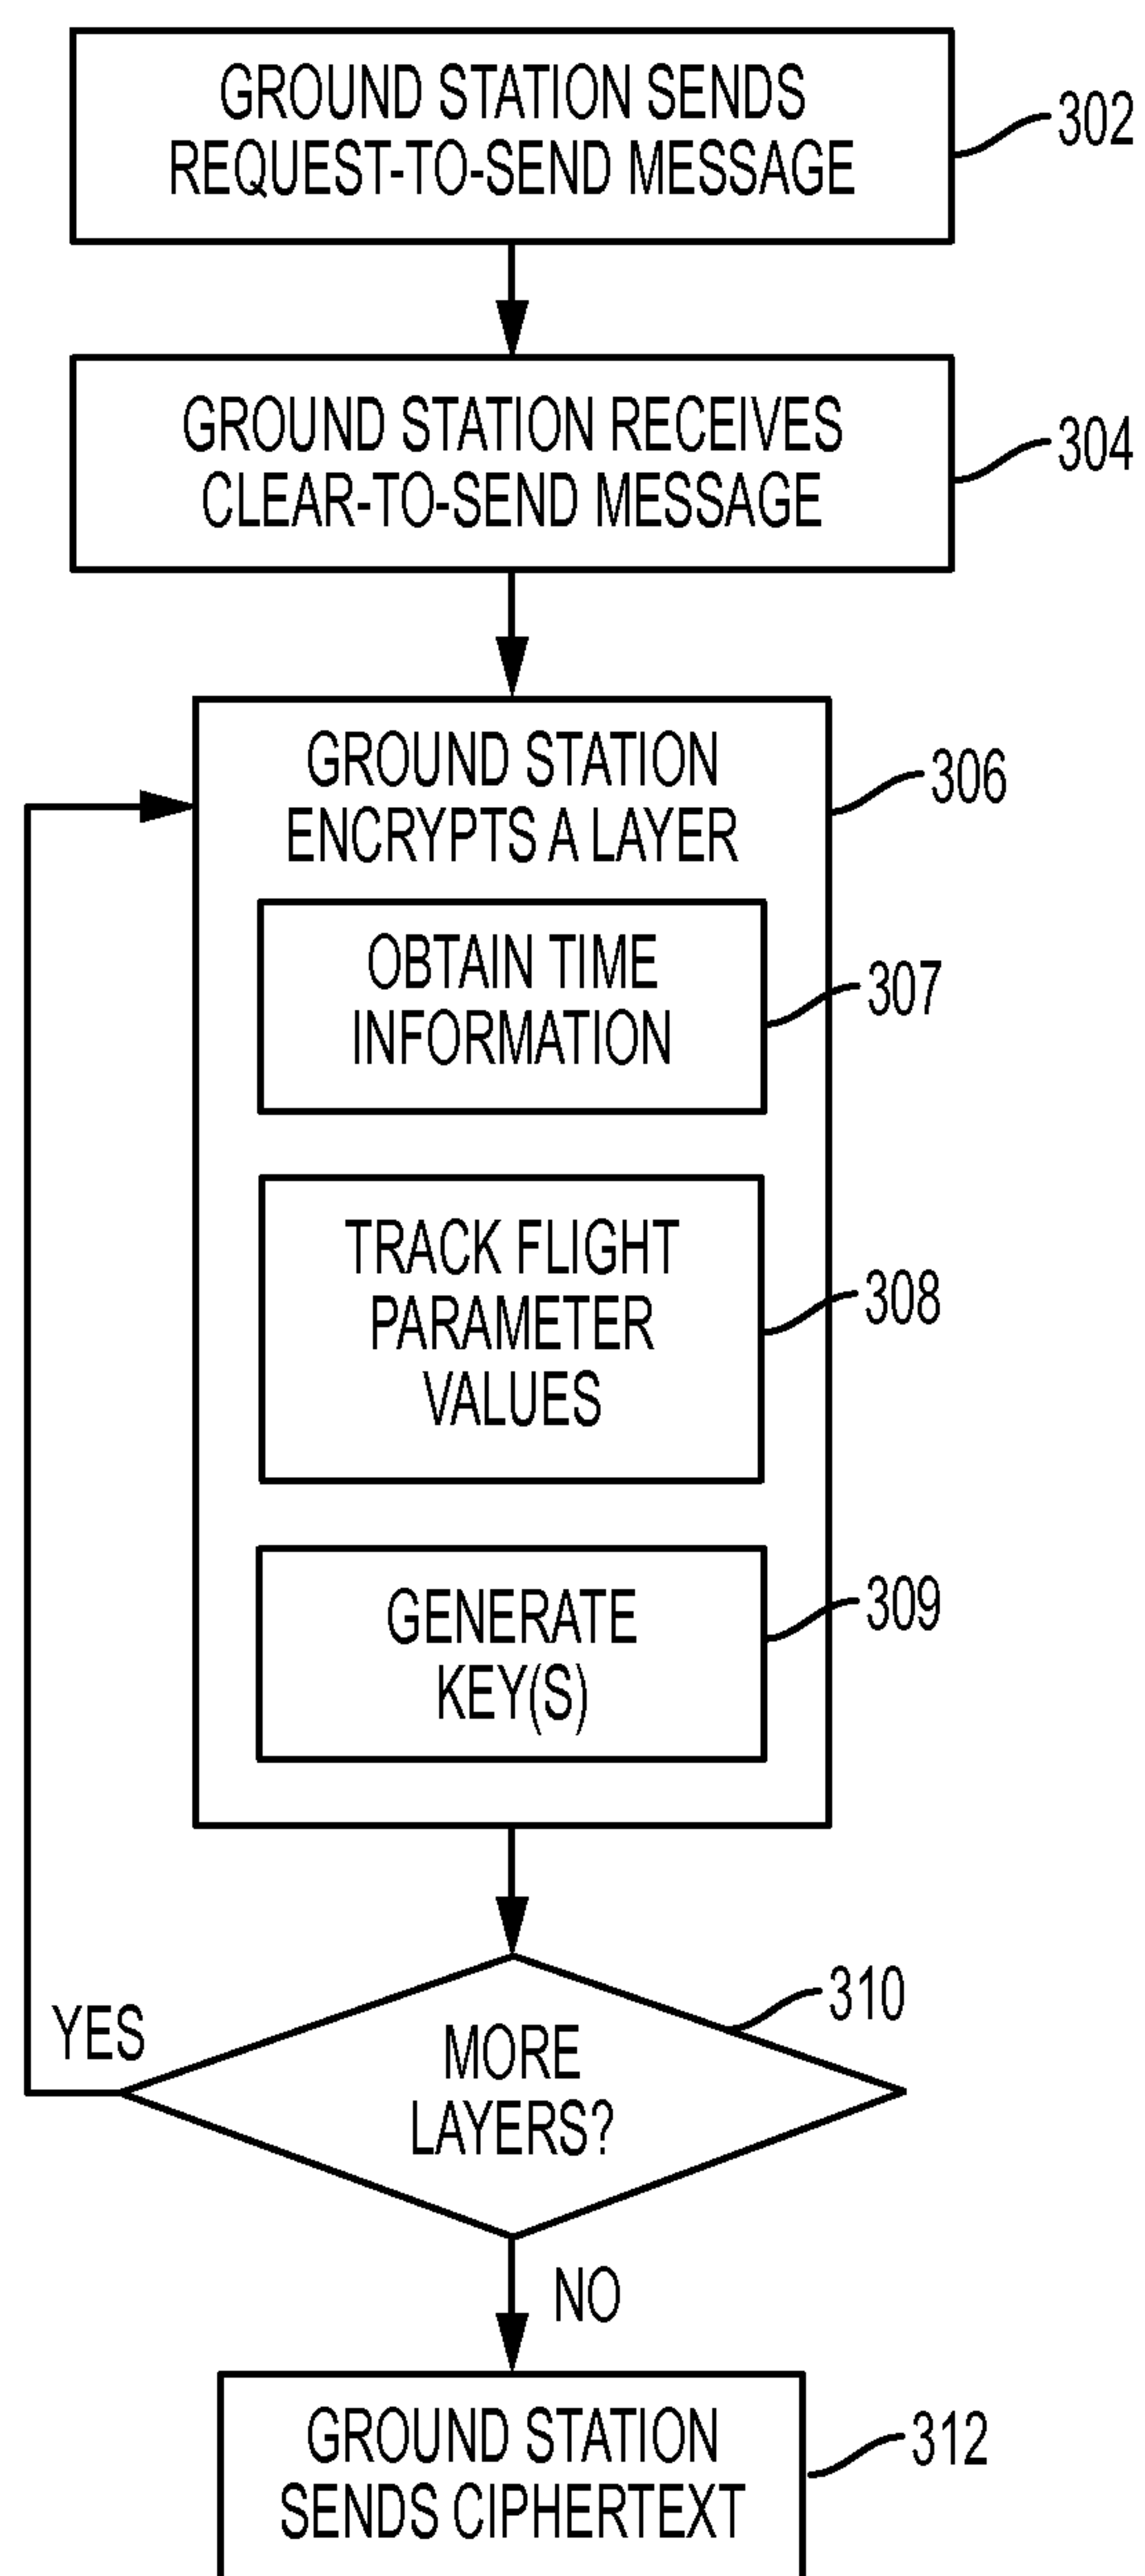 GROUND STATION SENDS
REQUEST-TO-SEND MESSAGE
302
GROUND STATION RECEIVES
CLEAR-TO-SEND MESSAGE
304
GROUND STATION
ENCRYPTS A LAYER
306
OBTAIN TIME
INFORMATION
307
TRACK FLIGHT
PARAMETER
VALUES
308
GENERATE
KEY(S)
309
310
YES
MORE
LAYERS?
NO
GROUND STATION
SENDS CIPHERTEXT
312